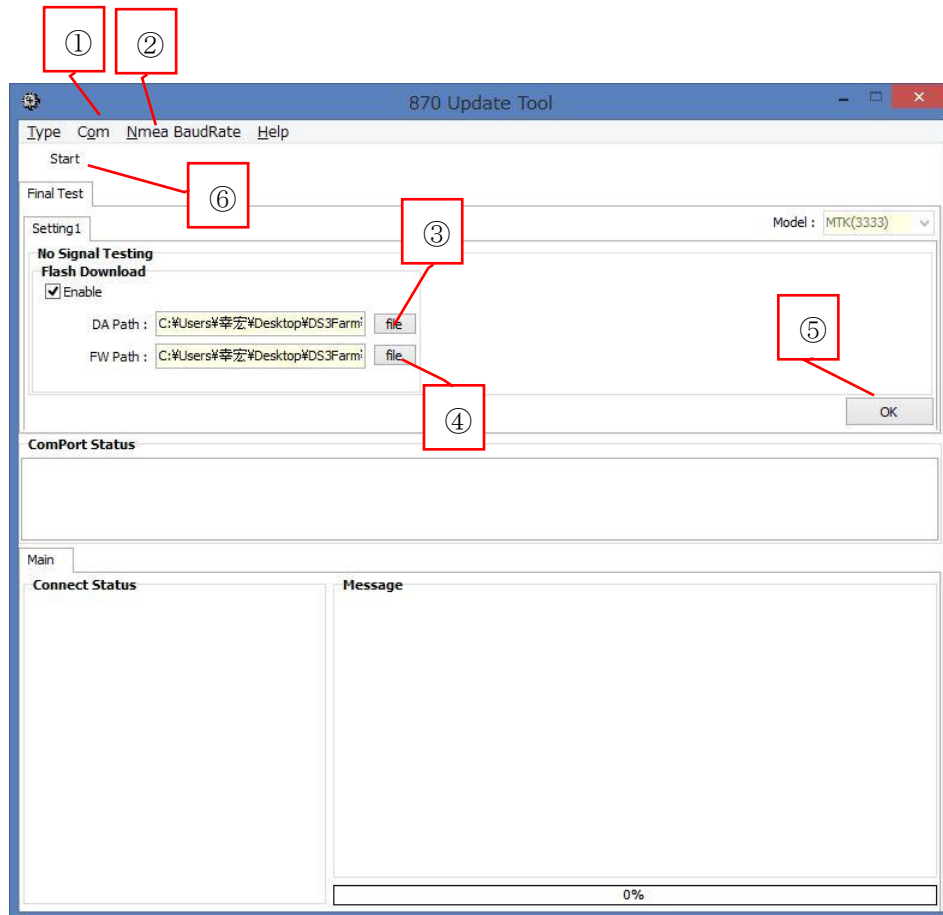 ① ②
870 Update Tool
Type Com Nmea BaudRate Help
Start
⑥
Final Test
③
Setting1
Model : MTK(3333)
No Signal Testing
Flash Download
Enable
⑤
DA Path : C:¥Users¥幸宏¥Desktop¥DS3Farm file
FW Path : C:¥Users¥幸宏¥Desktop¥DS3Farm file
④
OK
ComPort Status
Main
Connect Status
Message
0%